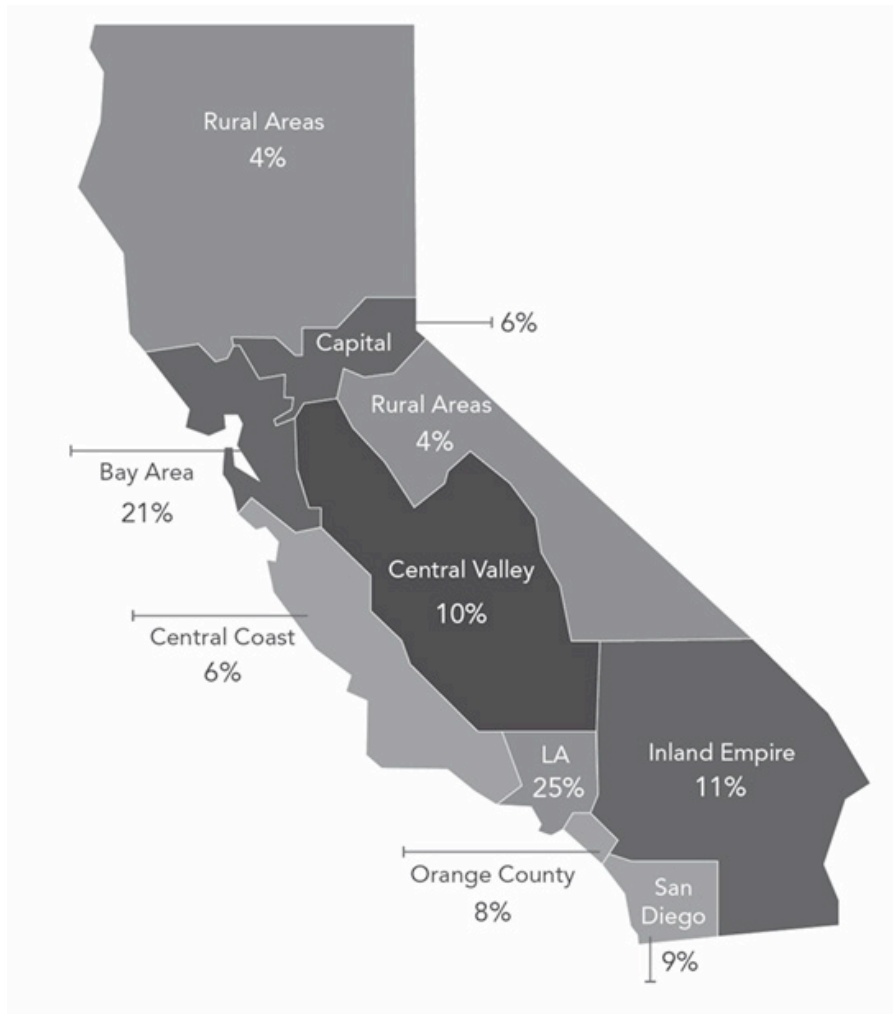 Rural Areas
4%
6%
Capital
Rural Areas
4%
Bay Area
21%
Central Valley
10%
Central Coast
6%
LA
25%
Inland Empire
11%
Orange County
8%
San
Diego
9%